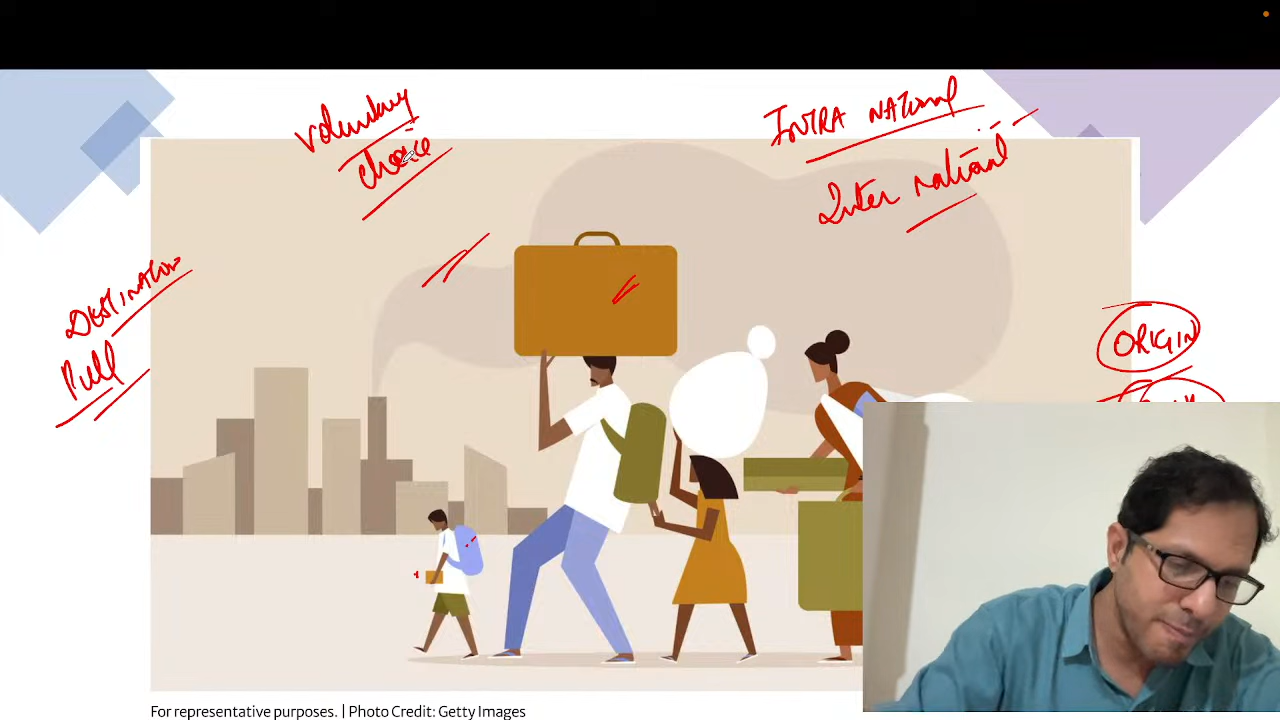 Voluntary
choice
INTRA NATIONAL
Inter national
DESTINATION
Pull
ORIGIN
For representative purposes. | Photo Credit: Getty Images